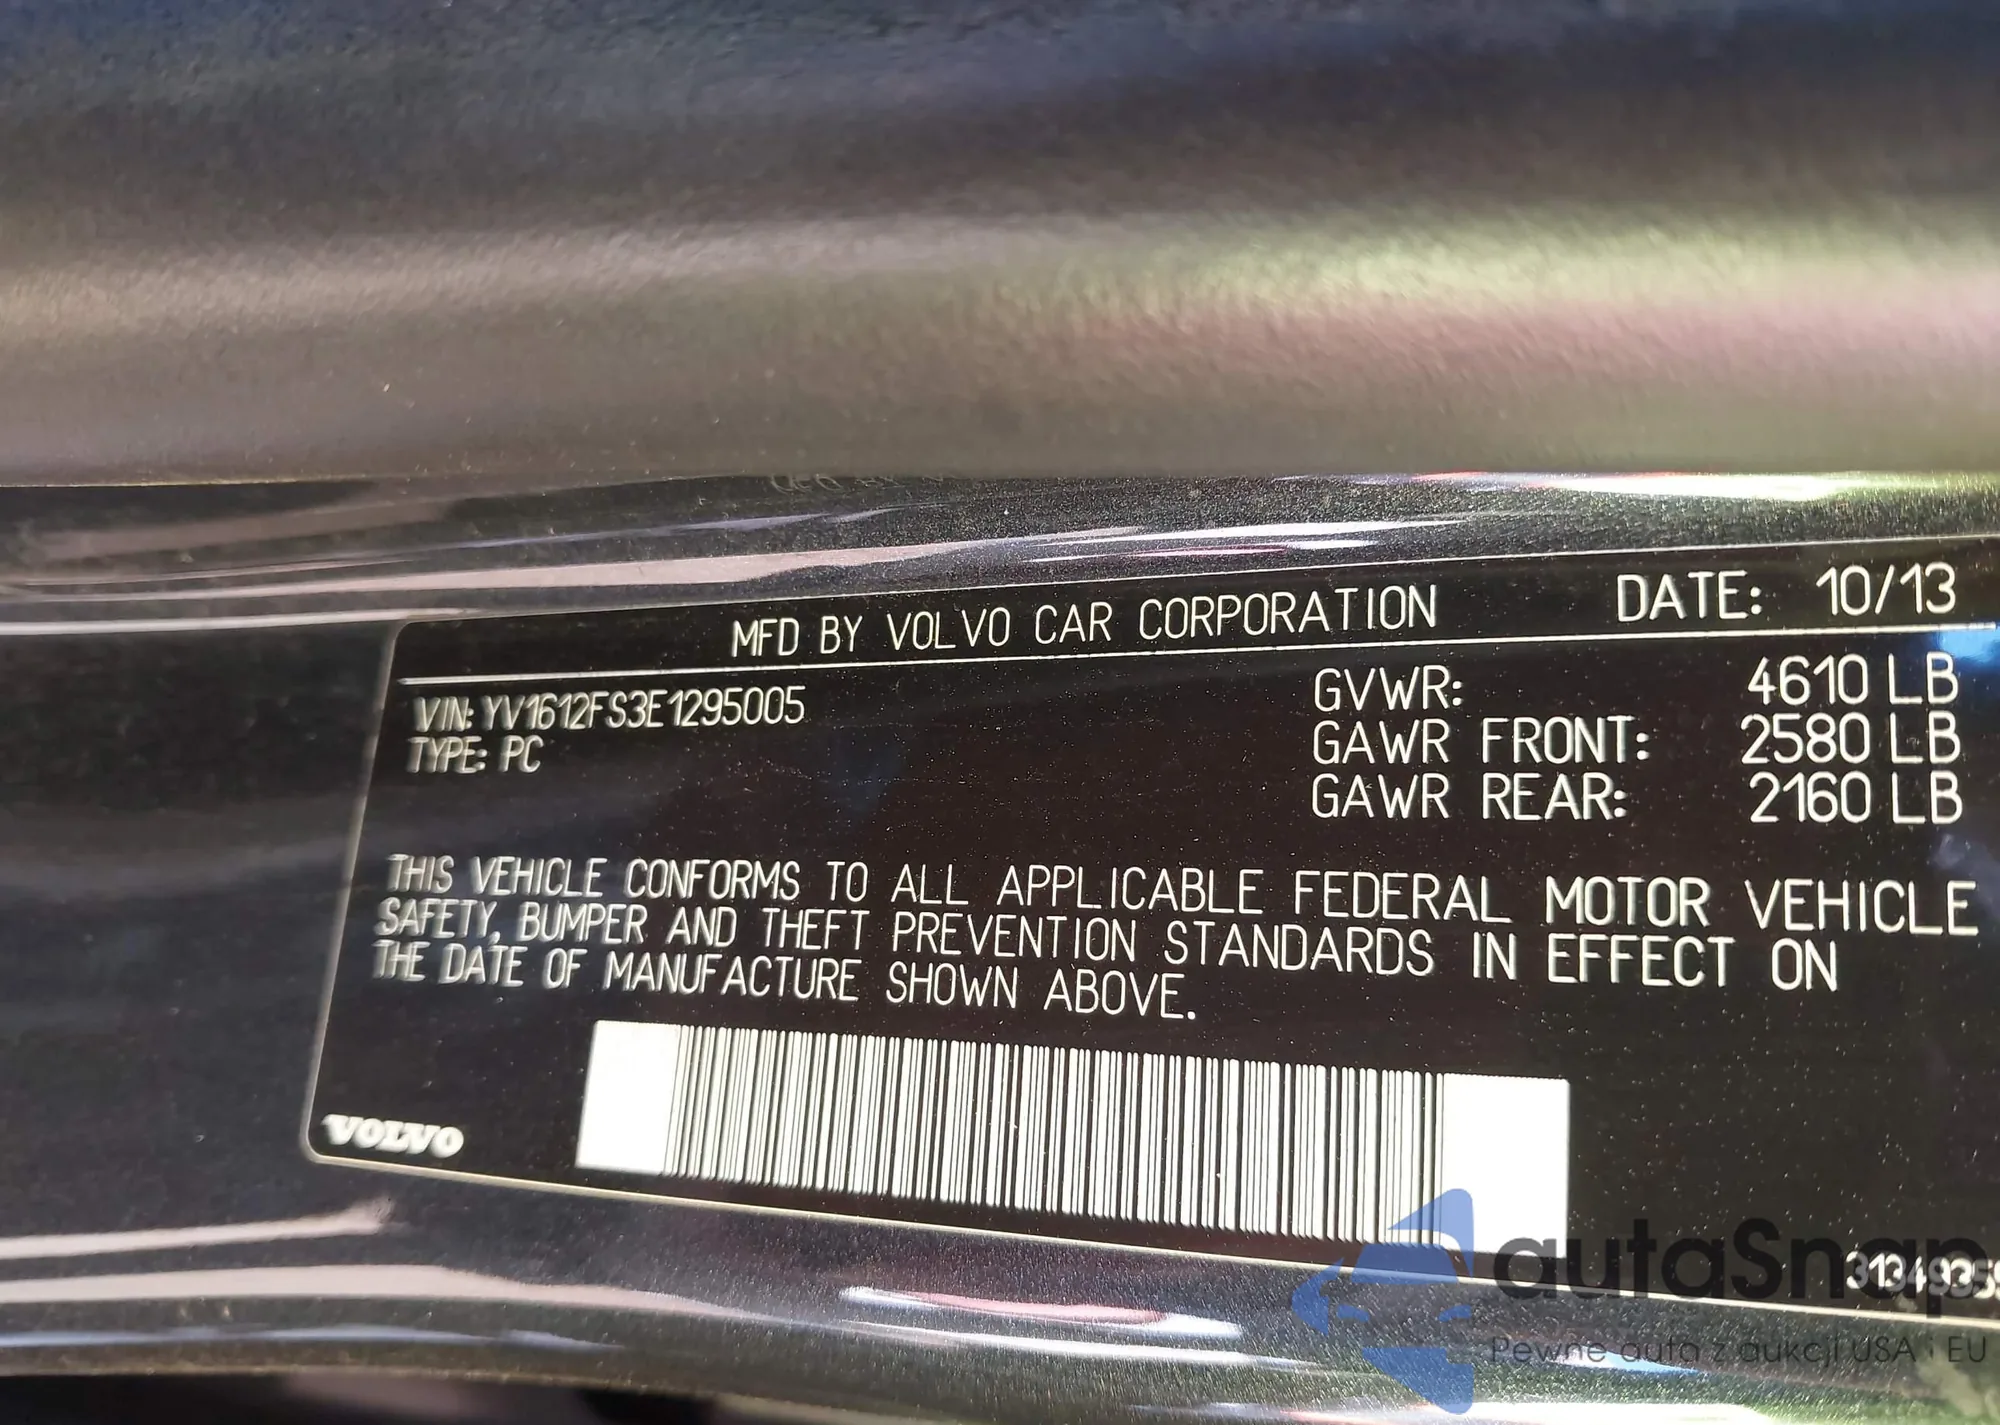 MFD BY VOLVO CAR CORPORATION DATE: 10/13
VIN: YV1612FS3E1295005
TYPE: PC
GVWR: 4610 LB
GAWR FRONT: 2580 LB
GAWR REAR: 2160 LB
THIS VEHICLE CONFORMS TO ALL APPLICABLE FEDERAL MOTOR VEHICLE
SAFETY, BUMPER AND THEFT PREVENTION STANDARDS IN EFFECT ON
THE DATE OF MANUFACTURE SHOWN ABOVE.
VOLVO
autaSnap
Pewne auta z aukcji USA i EU